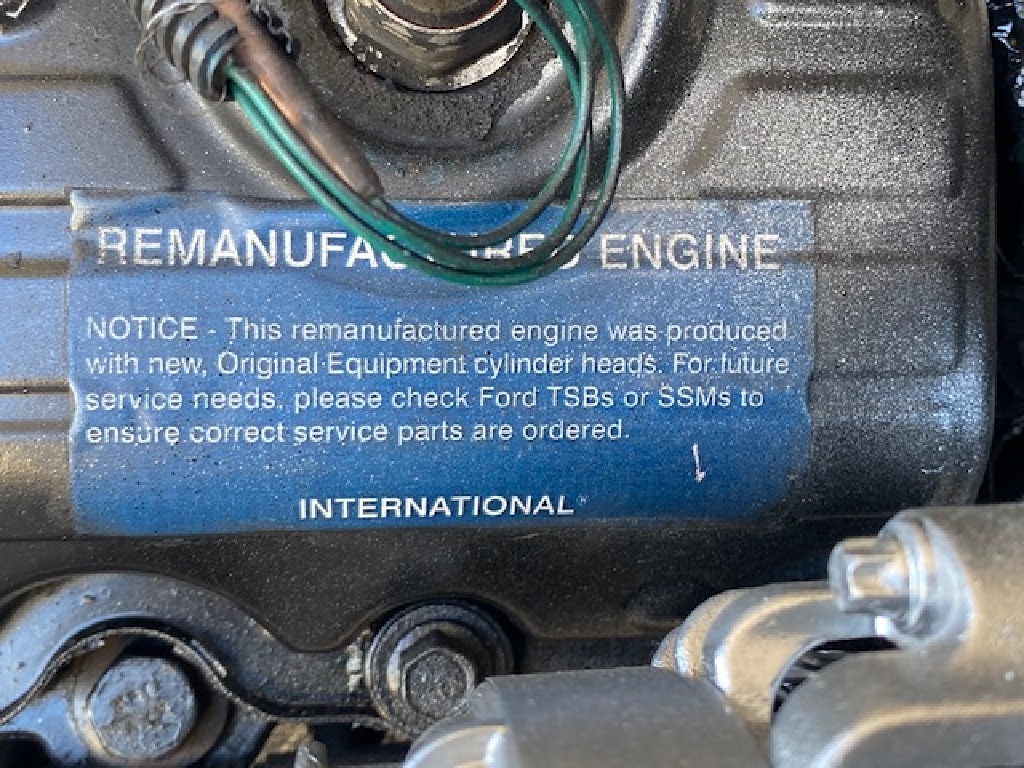 REMANUFACTURED ENGINE
NOTICE - This remanufactured engine was produced
with new, Original Equipment cylinder heads. For future
service needs, please check Ford TSBs or SSMs to
ensure correct service parts are ordered.
INTERNATIONAL®